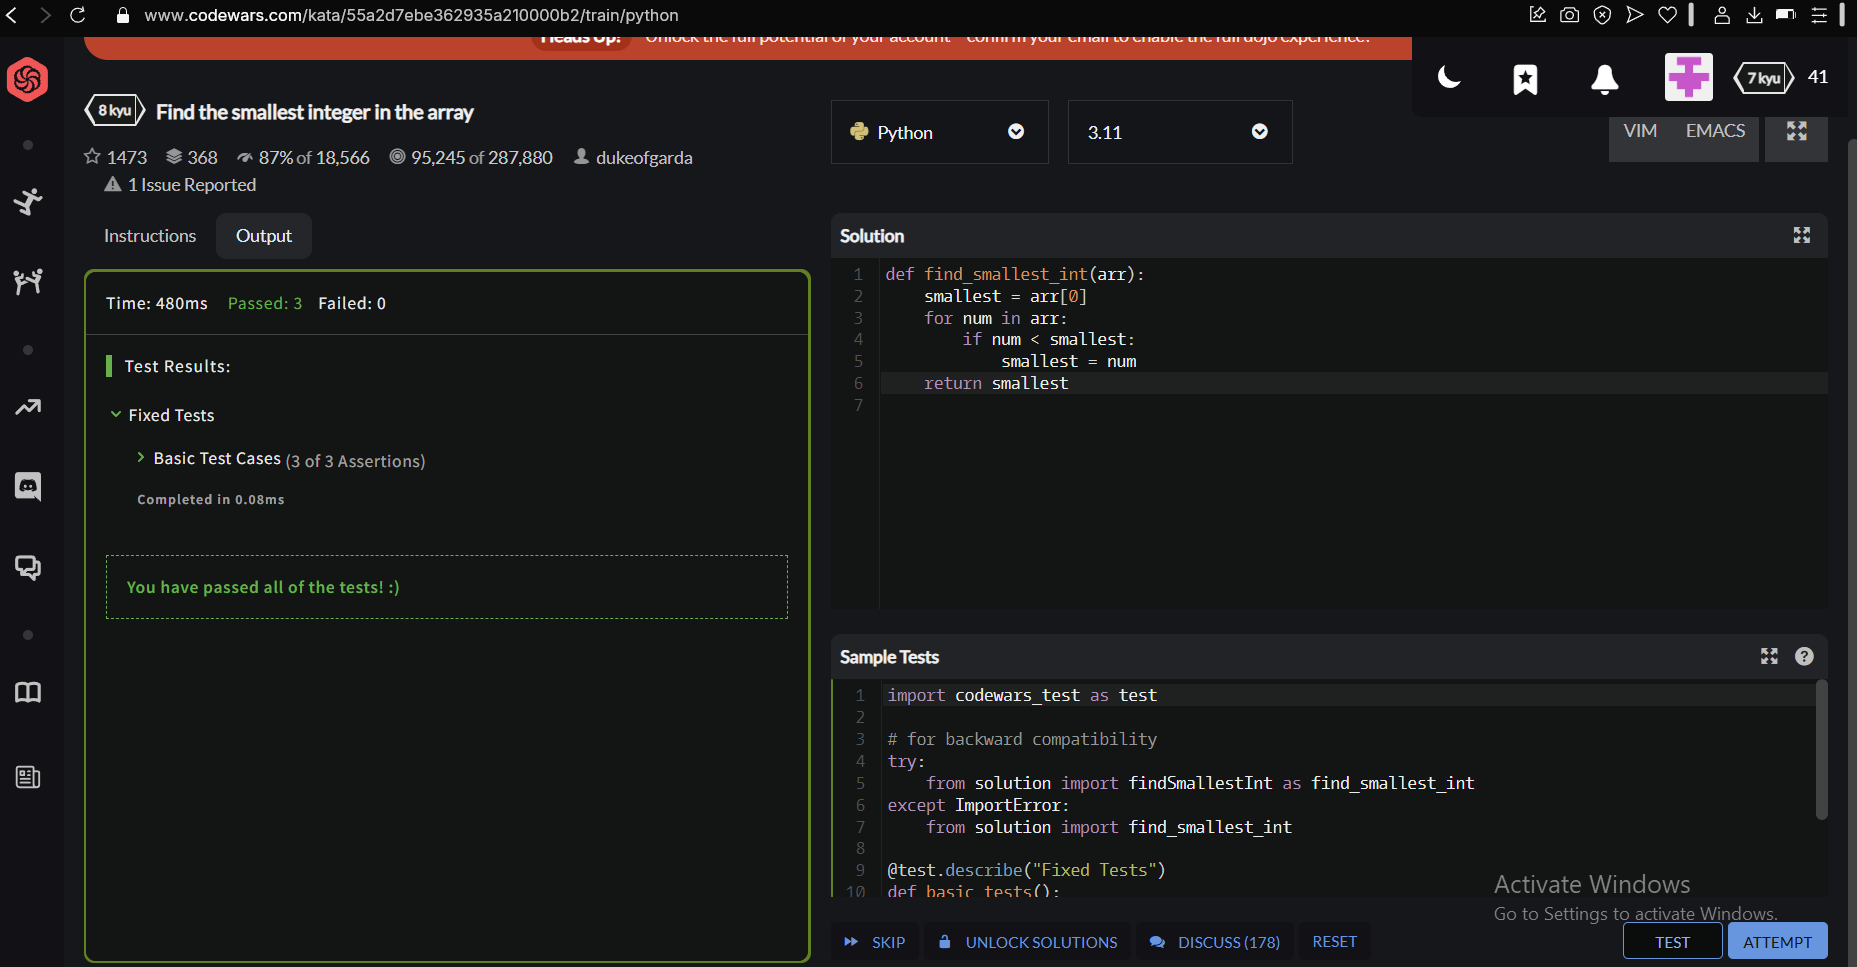 www.codewars.com/kata/55a2d7ebe362935a210000b2/train/python
Heads Up! Unlock the full potential of your account - confirm your email to enable the full dojo experience.
7 kyu 41
8 kyu Find the smallest integer in the array
1473 368 87% of 18,566 95,245 of 287,880 dukeofgarda
1 Issue Reported
Python
3.11
VIM EMACS
Instructions Output
Time: 480ms Passed: 3 Failed: 0
Test Results:
Fixed Tests
Basic Test Cases (3 of 3 Assertions)
Completed in 0.08ms
You have passed all of the tests! :)
Solution
1 def find_smallest_int(arr):
2 smallest = arr[0]
3 for num in arr:
4 if num < smallest:
5 smallest = num
6 return smallest
7
Sample Tests
1 import codewars_test as test
2
3 # for backward compatibility
4 try:
5 from solution import findSmallestInt as find_smallest_int
6 except ImportError:
7 from solution import find_smallest_int
8
9 @test.describe("Fixed Tests")
10 def basic_tests():
Activate Windows
Go to Settings to activate Windows.
SKIP UNLOCK SOLUTIONS DISCUSS (178) RESET TEST ATTEMPT